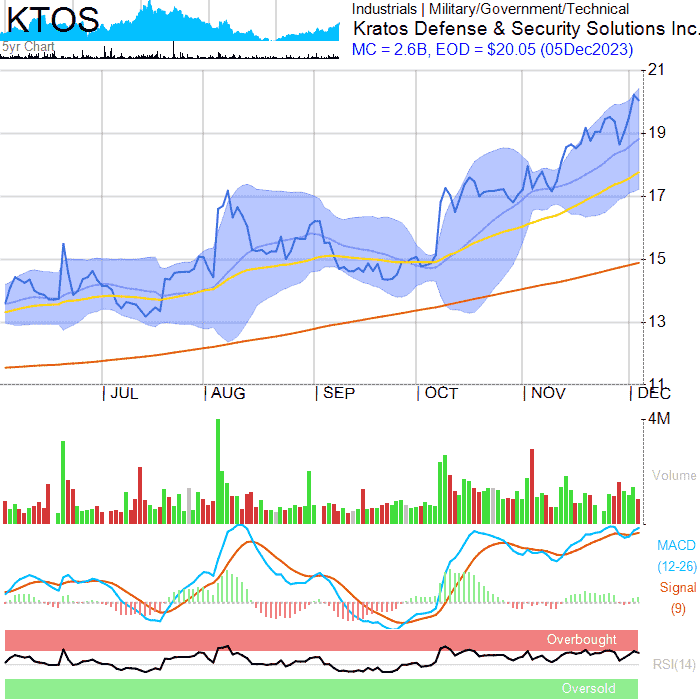 KTOS
5yr Chart
Industrials | Military/Government/Technical
Kratos Defense & Security Solutions Inc.
MC = 2.6B, EOD = $20.05 (05Dec2023)
21
19
17
15
13
11
JUL AUG SEP OCT NOV DEC
4M
Volume
MACD
(12-26)
Signal
(9)
Overbought
RSI(14)
Oversold